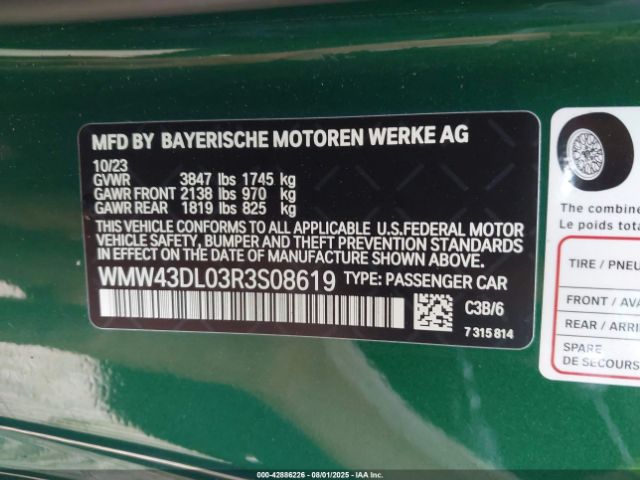 MFD BY BAYERISCHE MOTOREN WERKE AG
10/23
GVWR 3847 lbs 1745 kg
GAWR FRONT 2138 lbs 970 kg
GAWR REAR 1819 lbs 825 kg
THIS VEHICLE CONFORMS TO ALL APPLICABLE U.S.FEDERAL MOTOR
VEHICLE SAFETY, BUMPER AND THEFT PREVENTION STANDARDS
IN EFFECT ON THE DATE OF MANUFACTURE SHOWN ABOVE.
WMW43DL03R3S08619 TYPE: PASSENGER CAR
C3B/6
7 315 814
The combine
Le poids tota
TIRE / PNEU
FRONT / AVA
REAR / ARRI
SPARE
DE SECOURS
000-42886226 - 08/01/2025 - IAAI, Inc.